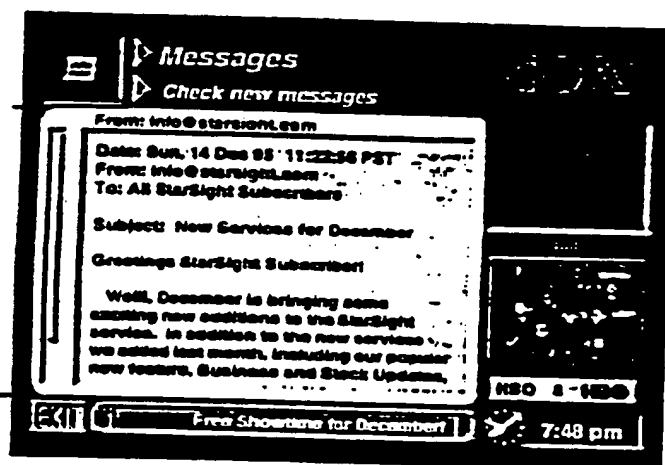 Messages
Check new messages
From: info@starsight.com
Date: Sun, 14 Dec 95 11:22:56 PST
From: info@starsight.com
To: All StarSight Subscribers
Subject: New Services for December
Greetings StarSight Subscriber!
Well, December is bringing some
exciting new additions to the StarSight
service. In addition to the new services
we added last month, including our popular
new feature, Business and Stock Updates,
HBO 8
EXIT
Free Showtime for December!
7:48 pm